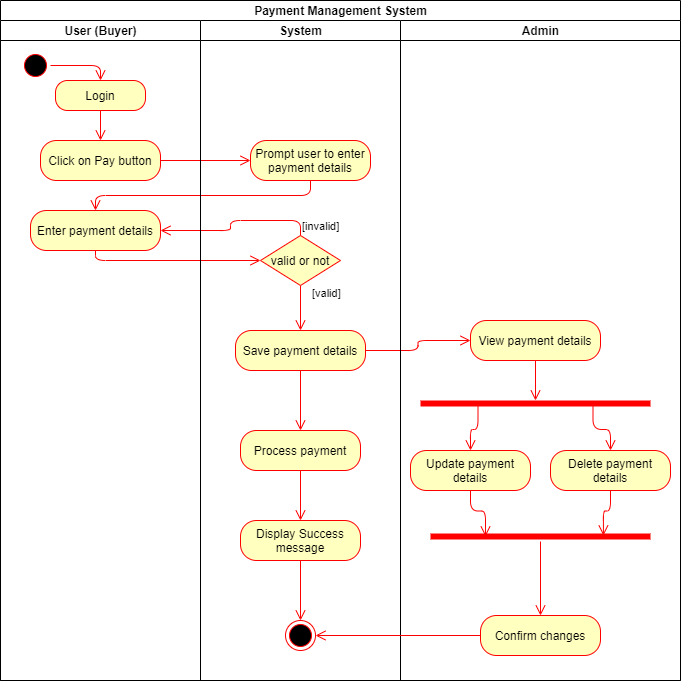 Payment Management System
User (Buyer)
System
Admin
Login
Click on Pay button
Prompt user to enter
payment details
Enter payment details
[invalid]
valid or not
[valid]
Save payment details
View payment details
Process payment
Update payment
details
Delete payment
details
Display Success
message
Confirm changes